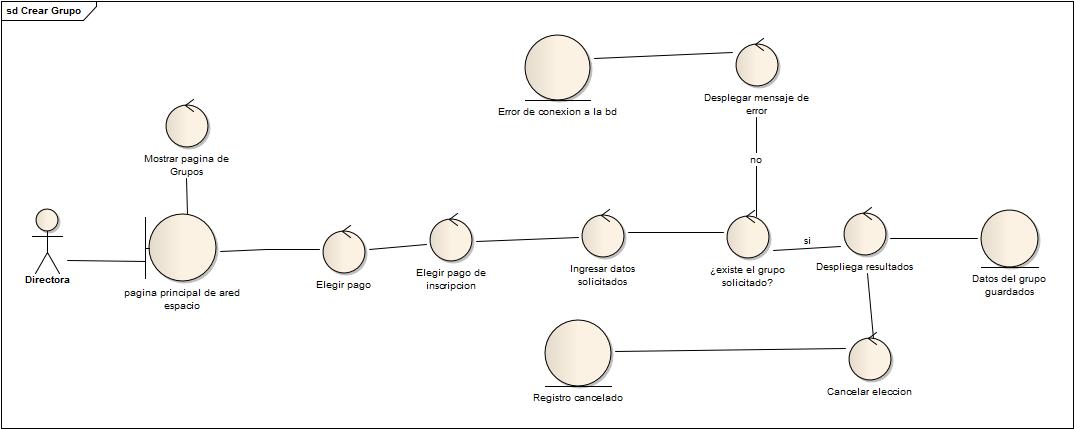 sd Crear Grupo
Error de conexion a la bd
Desplegar mensaje de
error
Mostrar pagina de
Grupos
no
Directora
pagina principal de ared
espacio
Elegir pago
Elegir pago de
inscripcion
Ingresar datos
solicitados
¿existe el grupo
solicitado?
si
Despliega resultados
Datos del grupo
guardados
Registro cancelado
Cancelar eleccion